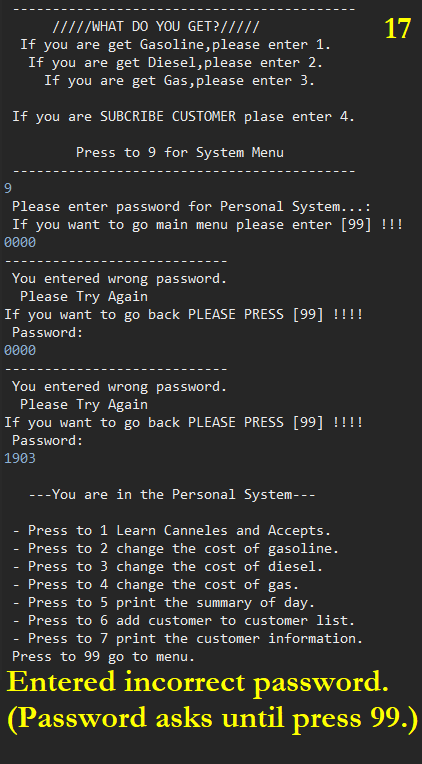 -------------------------------------------
/////WHAT DO YOU GET?/////
17
If you are get Gasoline,please enter 1.
If you are get Diesel,please enter 2.
If you are get Gas,please enter 3.
If you are SUBCRIBE CUSTOMER plase enter 4.
Press to 9 for System Menu
-------------------------------------------
9
Please enter password for Personal System...:
If you want to go main menu please enter [99] !!!
0000
----------------------------
You entered wrong password.
Please Try Again
If you want to go back PLEASE PRESS [99] !!!!
Password:
0000
----------------------------
You entered wrong password.
Please Try Again
If you want to go back PLEASE PRESS [99] !!!!
Password:
1903
---You are in the Personal System---
- Press to 1 Learn Canneles and Accepts.
- Press to 2 change the cost of gasoline.
- Press to 3 change the cost of diesel.
- Press to 4 change the cost of gas.
- Press to 5 print the summary of day.
- Press to 6 add customer to customer list.
- Press to 7 print the customer information.
Press to 99 go to menu.
Entered incorrect password.
(Password asks until press 99.)